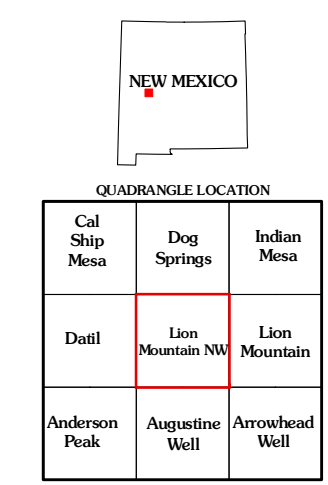 NEW MEXICO
QUADRANGLE LOCATION
Cal
Ship
Mesa
Dog
Springs
Indian
Mesa
Datil
Lion
Mountain NW
Lion
Mountain
Anderson
Peak
Augustine
Well
Arrowhead
Well